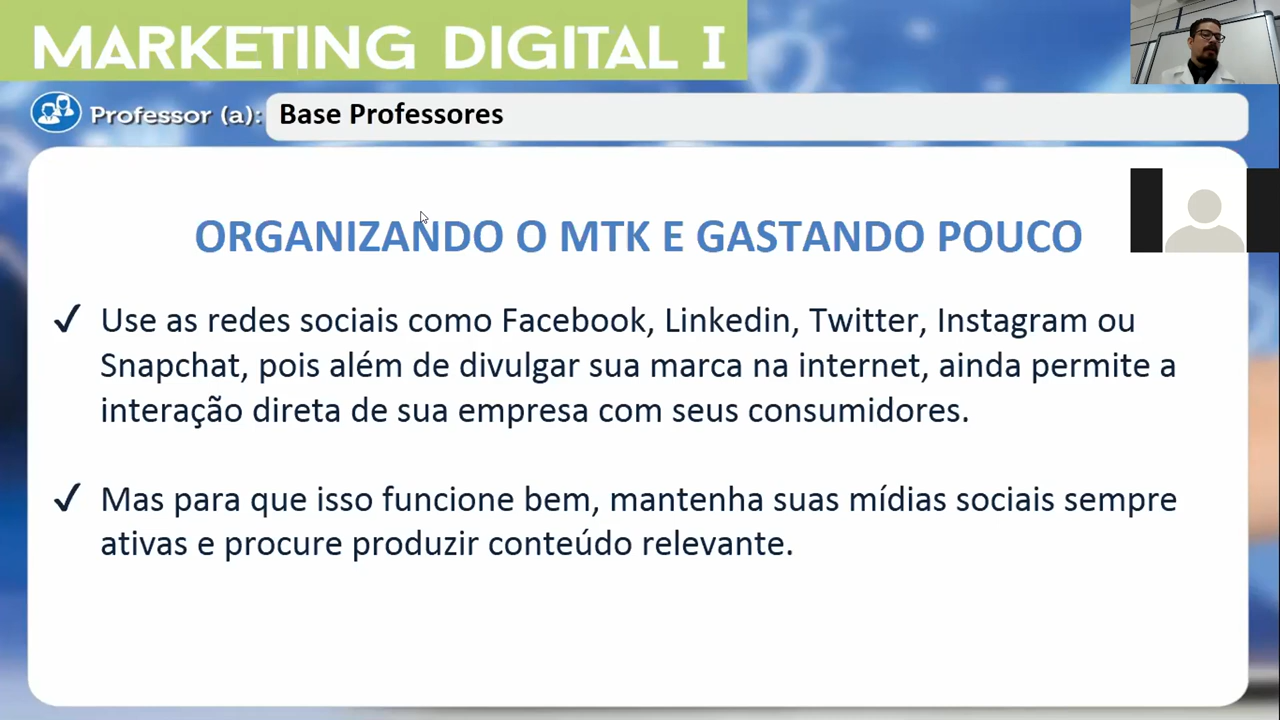 MARKETING DIGITAL I
Professor (a): Base Professores
ORGANIZANDO O MTK E GASTANDO POUCO
✓ Use as redes sociais como Facebook, Linkedin, Twitter, Instagram ou
Snapchat, pois além de divulgar sua marca na internet, ainda permite a
interação direta de sua empresa com seus consumidores.
✓ Mas para que isso funcione bem, mantenha suas mídias sociais sempre
ativas e procure produzir conteúdo relevante.